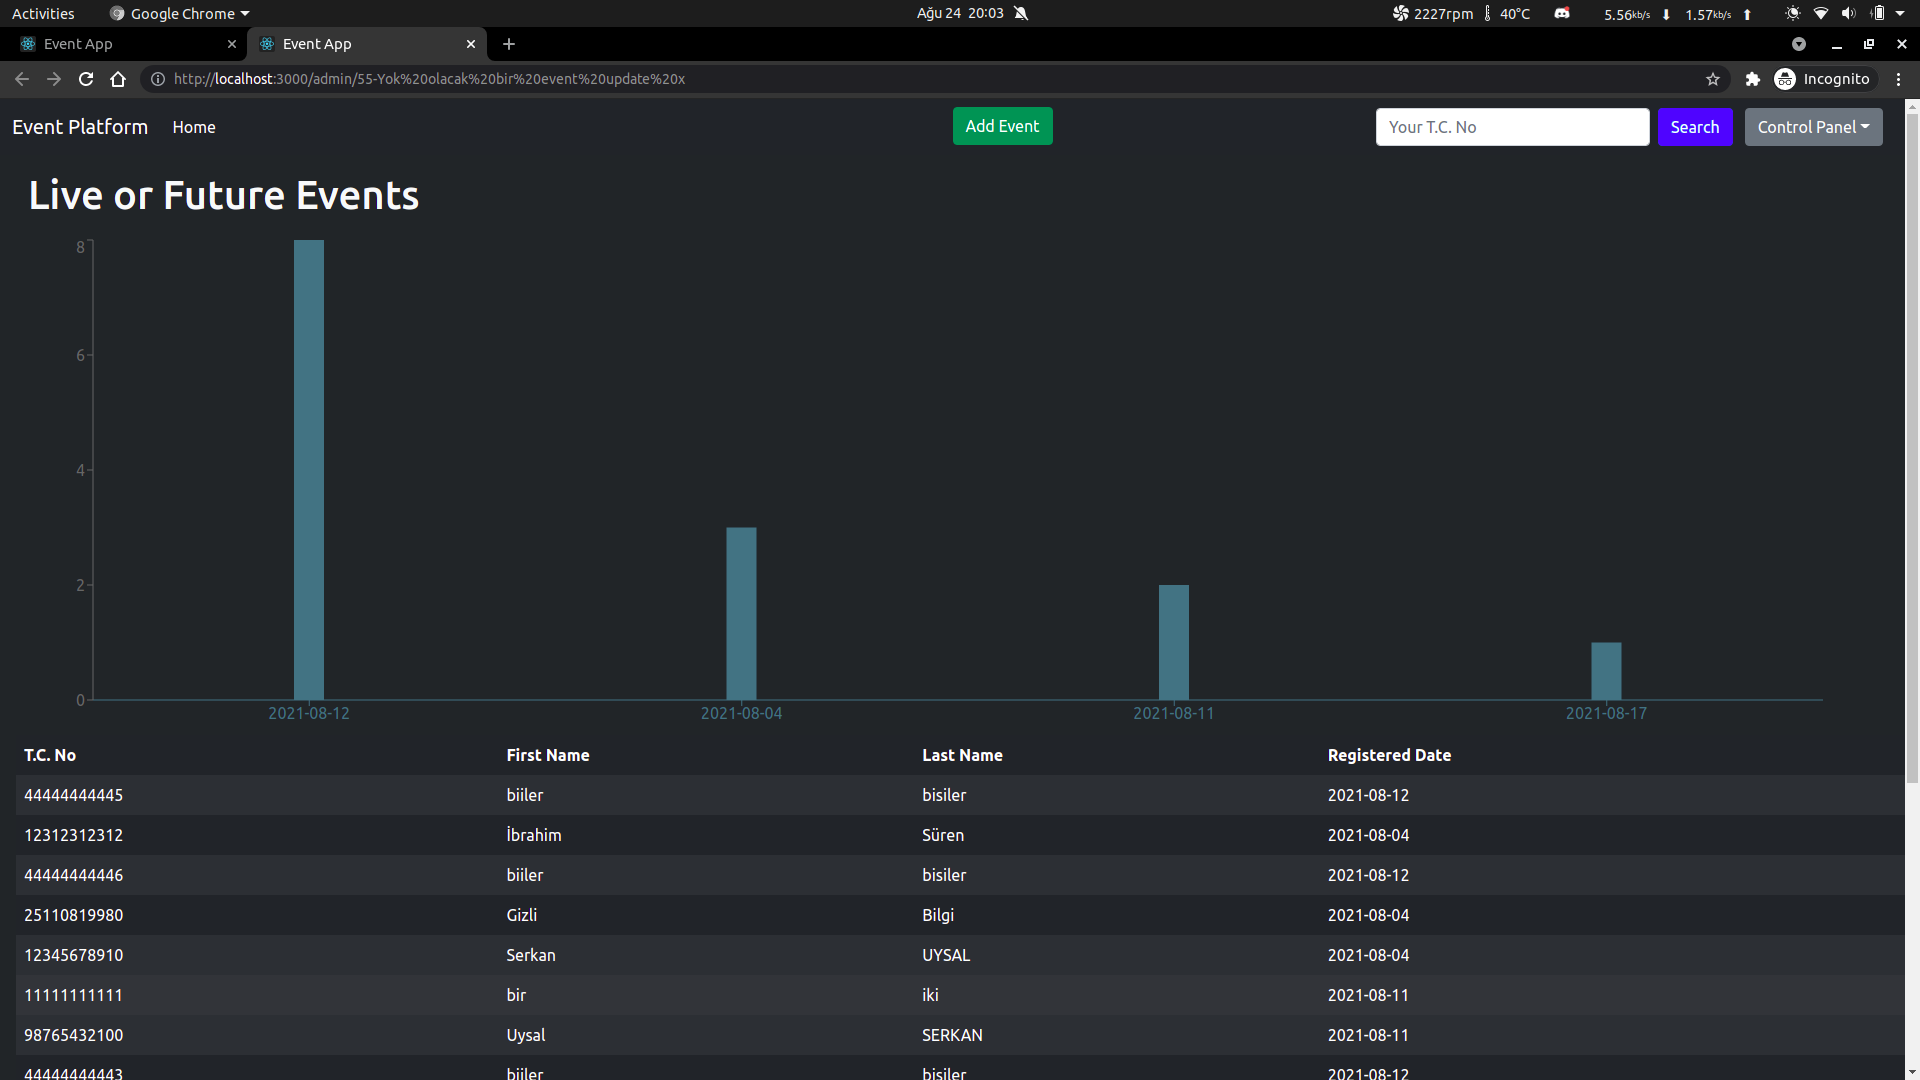 Activities Google Chrome Ağu 24 20:03 2227rpm 40°C 5.56kb/s 1.57kb/s
Event App Event App
http://localhost:3000/admin/55-Yok%20olacak%20bir%20event%20update%20x Incognito
Event Platform Home Add Event Your T.C. No Search Control Panel
Live or Future Events
8
6
4
2
0
2021-08-12 2021-08-04 2021-08-11 2021-08-17
T.C. No First Name Last Name Registered Date
44444444445 biiler bisiler 2021-08-12
12312312312 İbrahim Süren 2021-08-04
44444444446 biiler bisiler 2021-08-12
25110819980 Gizli Bilgi 2021-08-04
12345678910 Serkan UYSAL 2021-08-04
11111111111 bir iki 2021-08-11
98765432100 Uysal SERKAN 2021-08-11
44444444443 biiler bisiler 2021-08-12